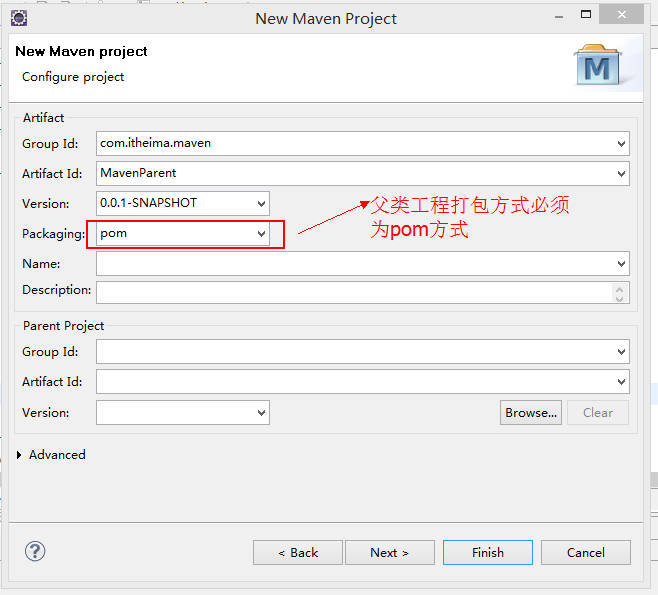 New Maven Project
New Maven project
Configure project
M
Artifact
Group Id: com.itheima.maven
Artifact Id: MavenParent
Version: 0.0.1-SNAPSHOT
父类工程打包方式必须
为pom方式
Packaging: pom
Name:
Description:
Parent Project
Group Id:
Artifact Id:
Version:
Browse... Clear
Advanced
? < Back Next > Finish Cancel